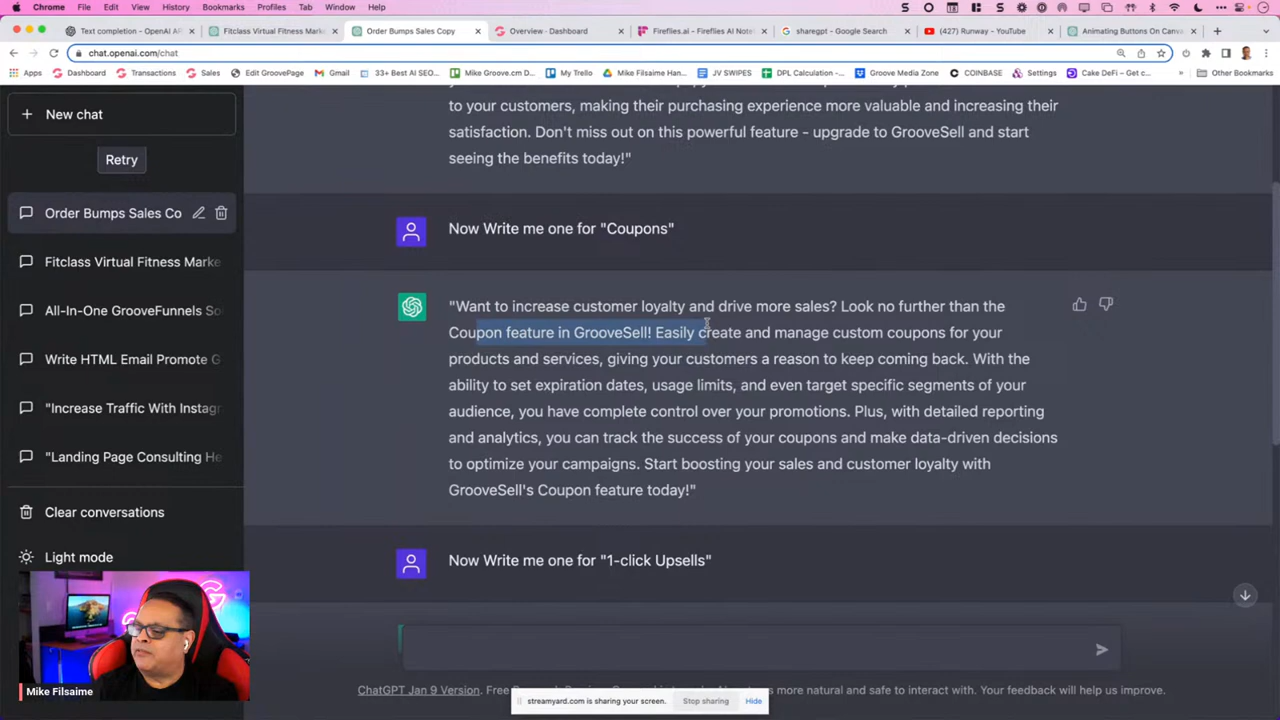 Chrome File Edit View History Bookmarks Profiles Tab Window Help
Text completion - OpenAI AP
Fitclass Virtual Fitness Market
Order Bumps Sales Copy
Overview - Dashboard
Fireflies.ai - Fireflies AI Note
sharegpt - Google Search
(427) Runway - YouTube
Animating Buttons On Canva
chat.openai.com/chat
Apps Dashboard Transactions Sales Edit GroovePage Gmail 33+ Best AI SEO... Mike Groove.cm D... My Trello Mike Filsaime Han... JV SWIPES DPL Calculation -... Groove Media Zone COINBASE Settings Cake DeFi – Get c... » Other Bookmarks
New chat
Retry
Order Bumps Sales Co
Fitclass Virtual Fitness Marke
All-In-One GrooveFunnels So
Write HTML Email Promote G
"Increase Traffic With Instag
"Landing Page Consulting He
Clear conversations
Light mode
Mike Filsaime
to your customers, making their purchasing experience more valuable and increasing their
satisfaction. Don't miss out on this powerful feature - upgrade to GrooveSell and start
seeing the benefits today!"
Now Write me one for "Coupons"
"Want to increase customer loyalty and drive more sales? Look no further than the
Coupon feature in GrooveSell! Easily create and manage custom coupons for your
products and services, giving your customers a reason to keep coming back. With the
ability to set expiration dates, usage limits, and even target specific segments of your
audience, you have complete control over your promotions. Plus, with detailed reporting
and analytics, you can track the success of your coupons and make data-driven decisions
to optimize your campaigns. Start boosting your sales and customer loyalty with
GrooveSell's Coupon feature today!"
Now Write me one for "1-click Upsells"
ChatGPT Jan 9 Version. Free more natural and safe to interact with. Your feedback will help us improve.
streamyard.com is sharing your screen. Stop sharing Hide